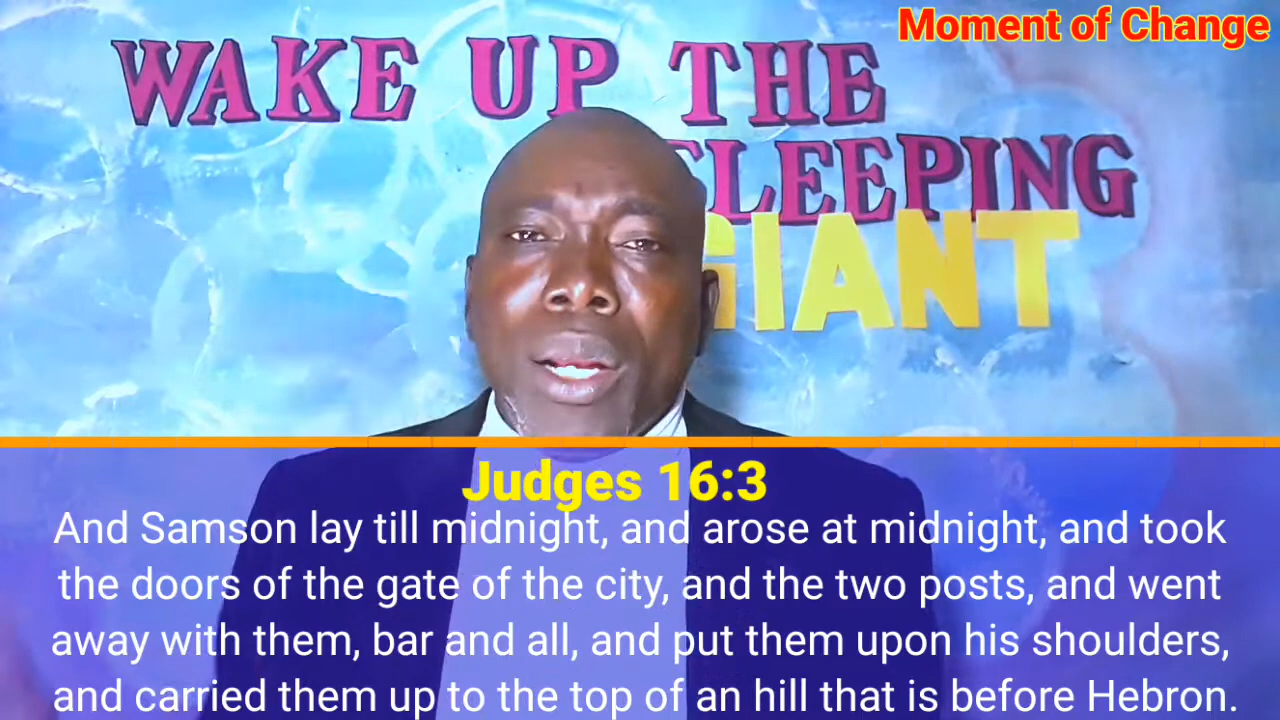 Moment of Change
WAKE UP THE
SLEEPING
GIANT
Judges 16:3
And Samson lay till midnight, and arose at midnight, and took
the doors of the gate of the city, and the two posts, and went
away with them, bar and all, and put them upon his shoulders,
and carried them up to the top of an hill that is before Hebron.